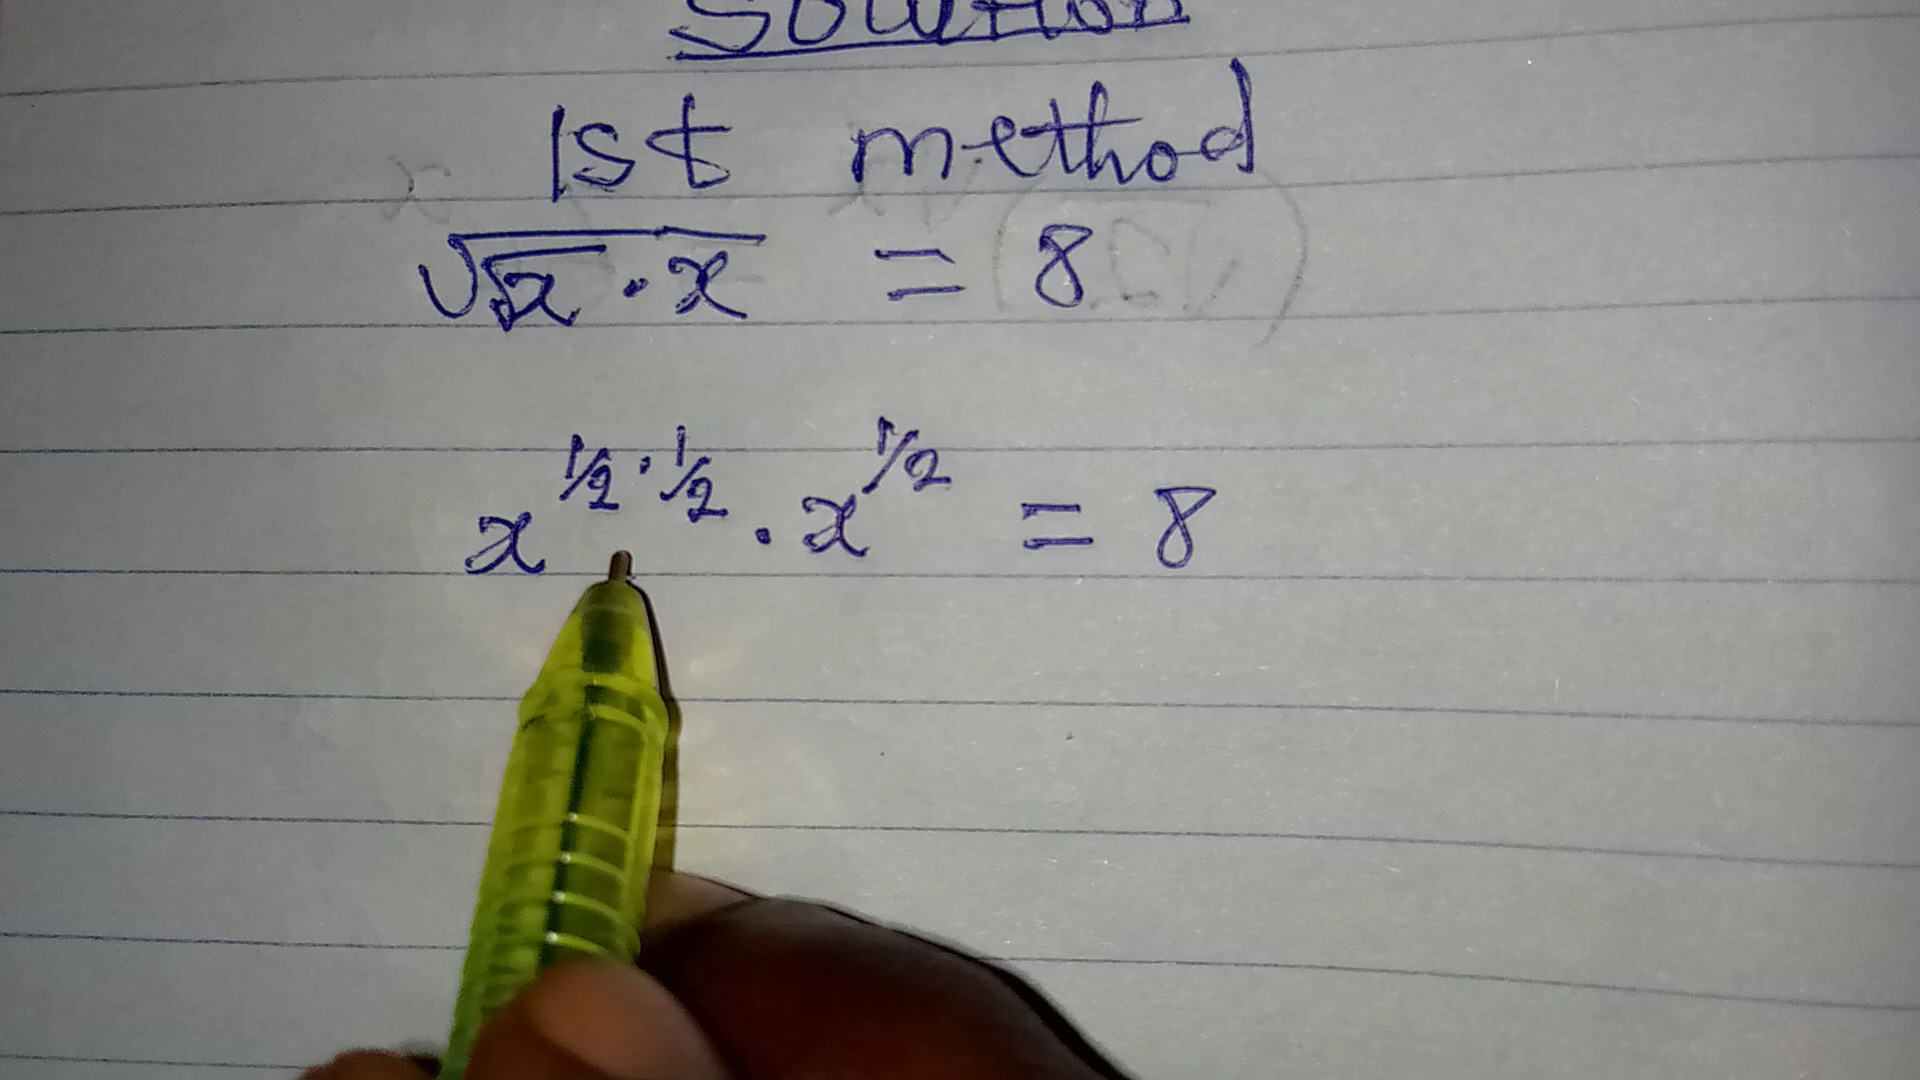 Solution
1st method
√(√x · x) = 8
x^(1/2 · 1/2) · x^(1/2) = 8